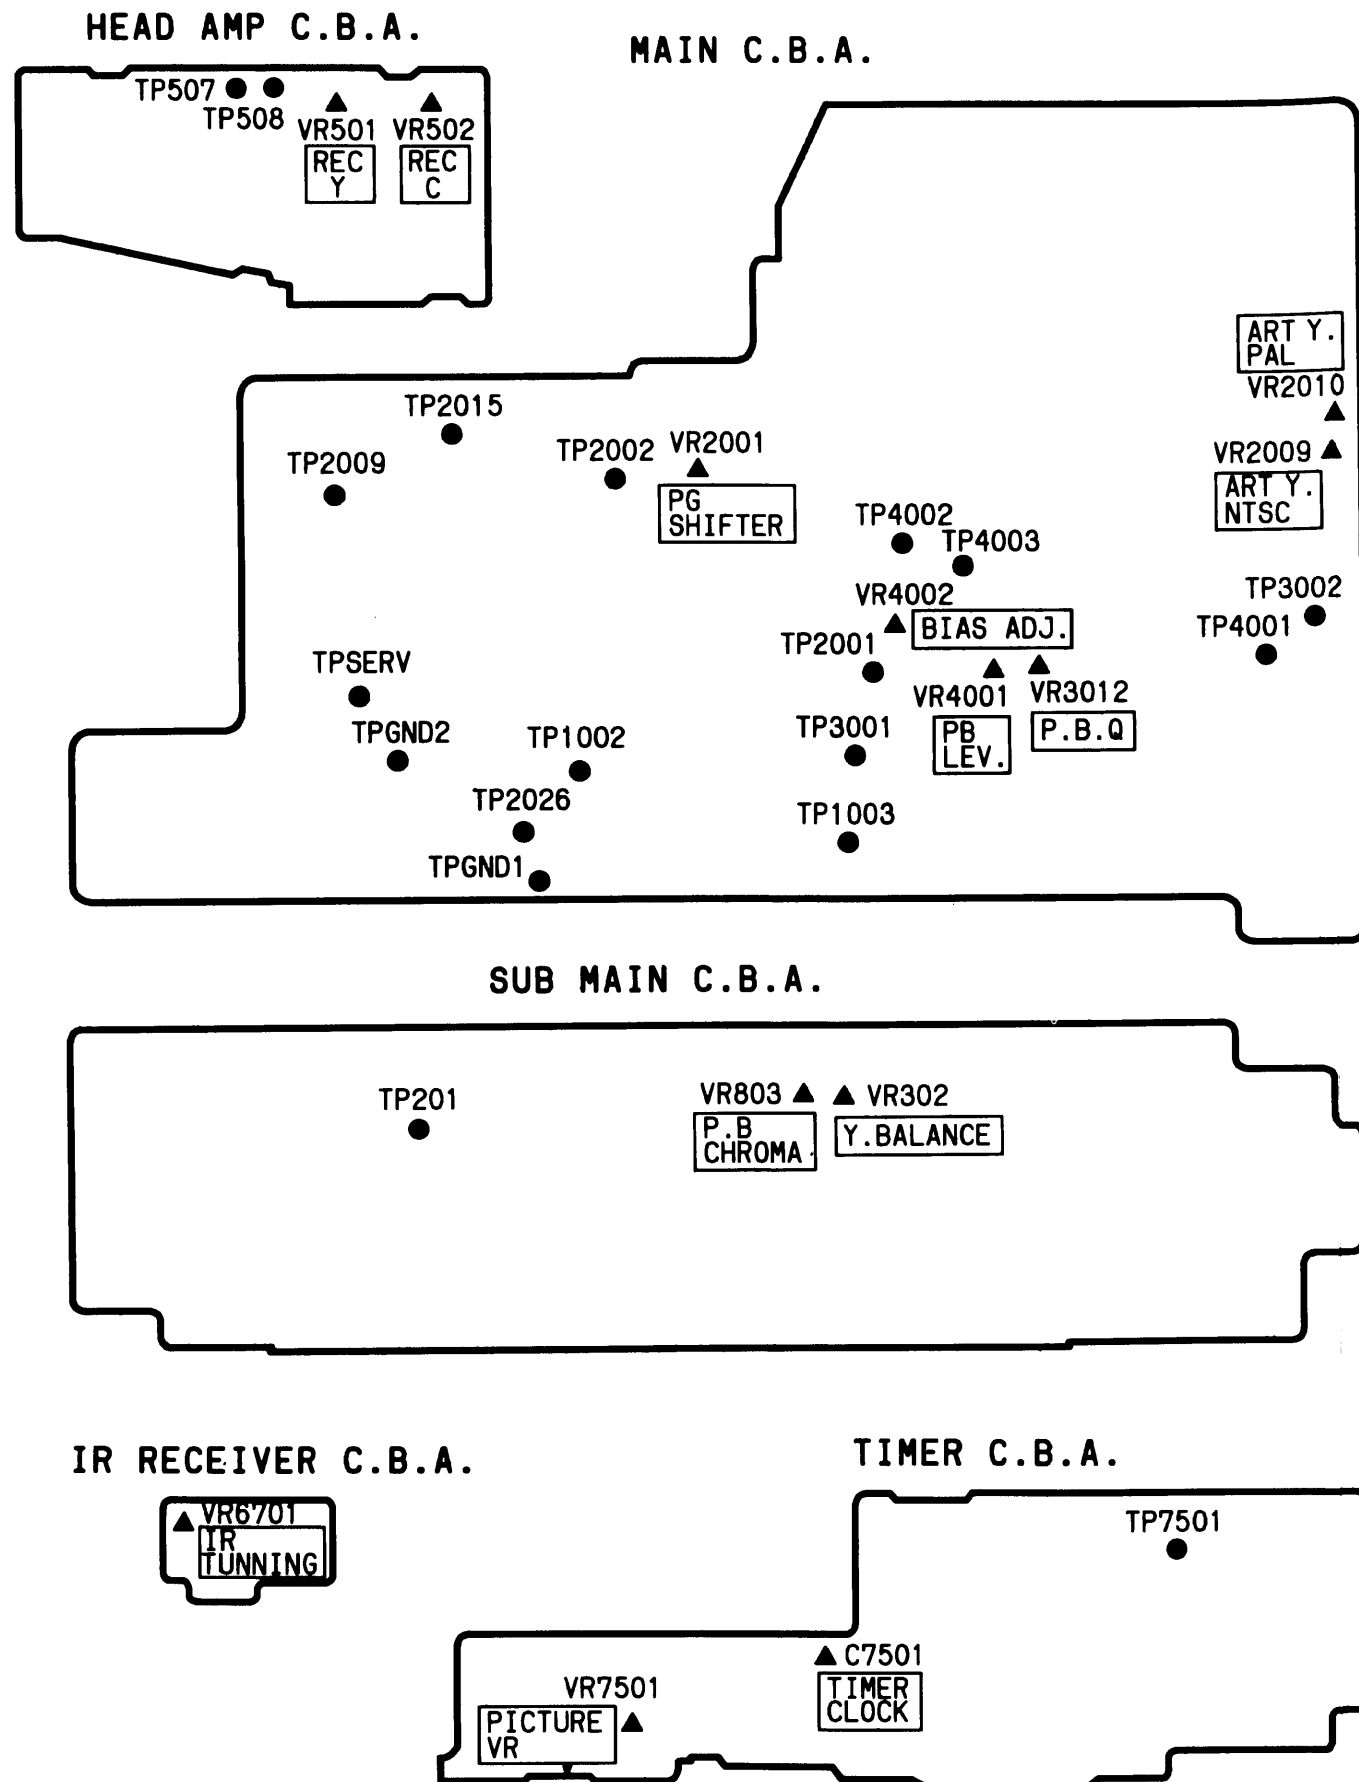 HEAD AMP C.B.A.
MAIN C.B.A.
TP507
TP508
VR501
VR502
REC
Y
REC
C
ART Y.
PAL
VR2010
TP2015
TP2002
VR2001
VR2009
TP2009
PG
SHIFTER
ART Y.
NTSC
TP4002
TP4003
TP3002
VR4002
BIAS ADJ.
TP4001
TP2001
TPSERV
VR4001
VR3012
TPGND2
TP1002
TP3001
PB
LEV.
P.B.Q
TP2026
TP1003
TPGND1
SUB MAIN C.B.A.
TP201
VR803
VR302
P.B
CHROMA
Y.BALANCE
IR RECEIVER C.B.A.
TIMER C.B.A.
VR6701
IR
TUNNING
TP7501
C7501
TIMER
CLOCK
VR7501
PICTURE
VR